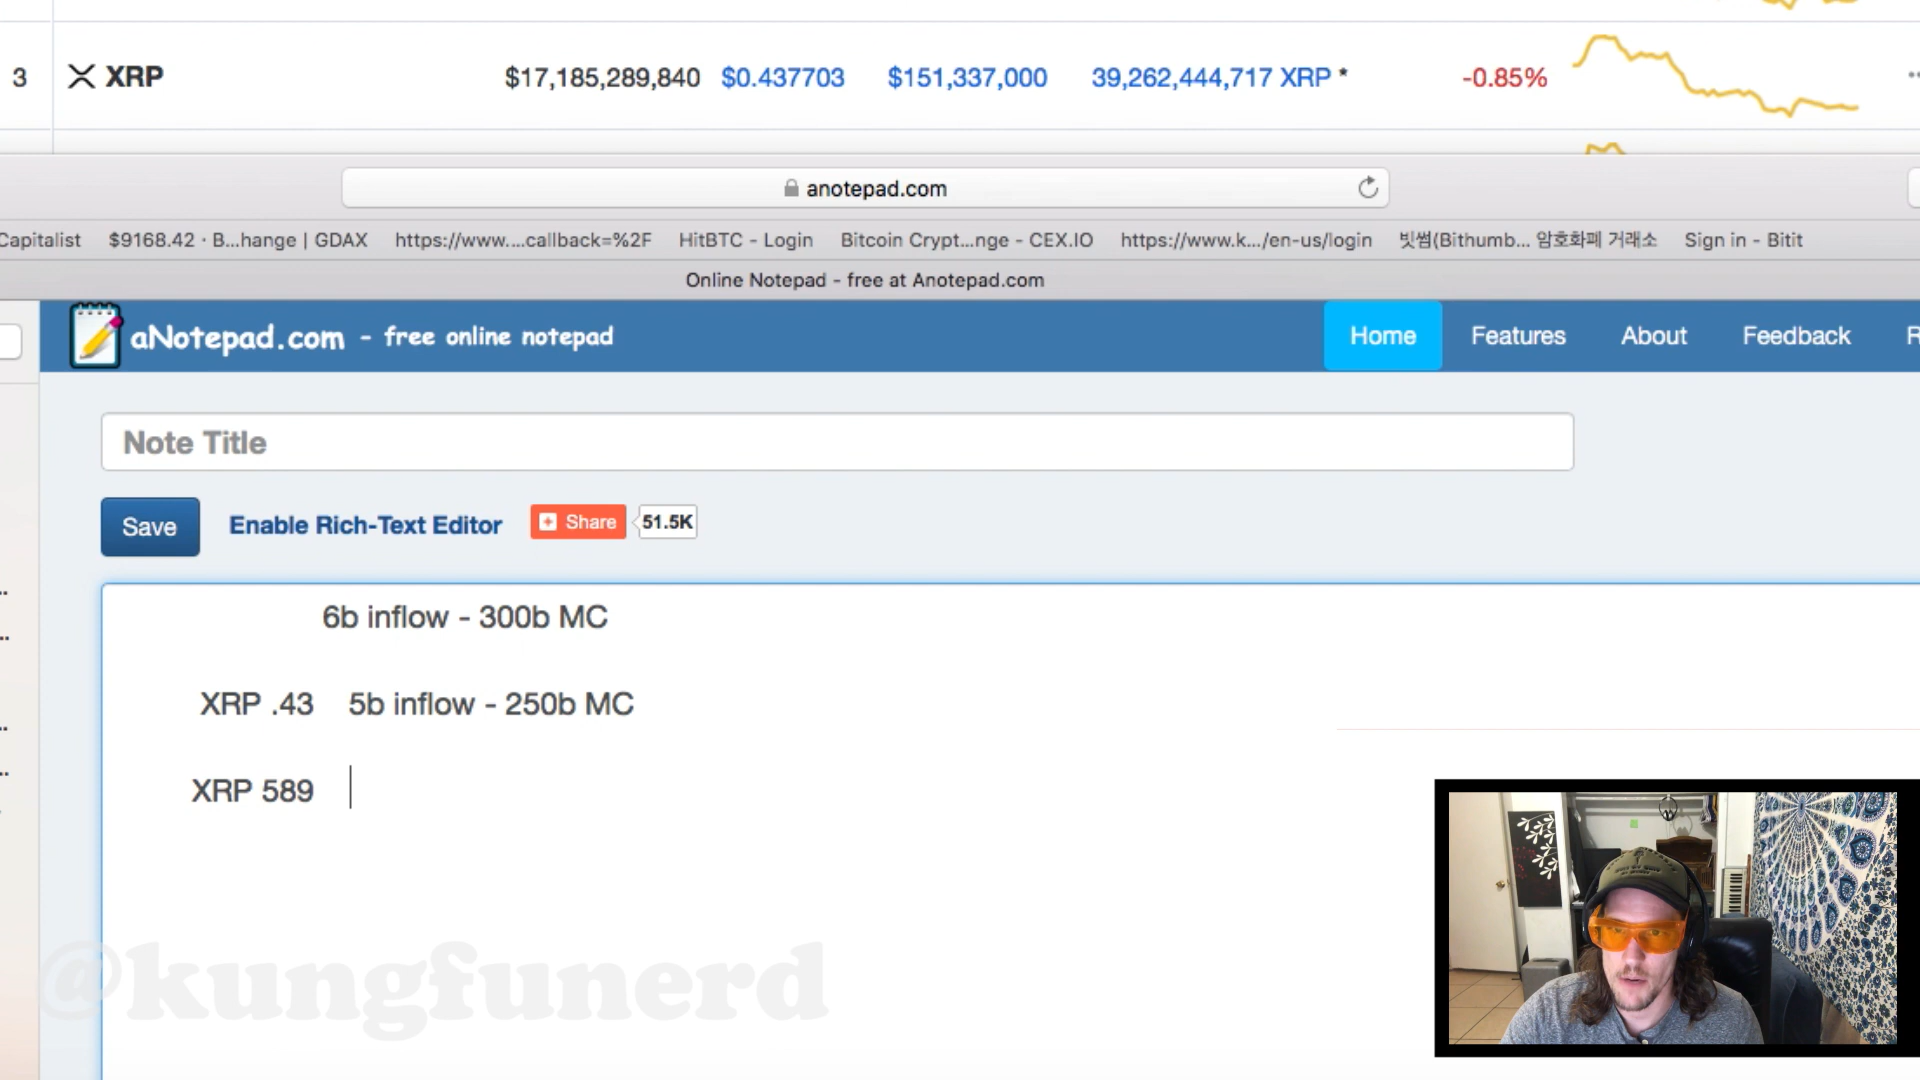 3 XRP $17,185,289,840 $0.437703 $151,337,000 39,262,444,717 XRP * -0.85%
anotepad.com
Capitalist $9168.42 · B...hange | GDAX https://www....callback=%2F HitBTC - Login Bitcoin Crypt...nge - CEX.IO https://www.k.../en-us/login 빗썸(Bithumb... 암호화폐 거래소 Sign in - Bitit
Online Notepad - free at Anotepad.com
aNotepad.com - free online notepad Home Features About Feedback R
Note Title
Save Enable Rich-Text Editor Share 51.5K
6b inflow - 300b MC
XRP .43 5b inflow - 250b MC
XRP 589
@kungfunerd